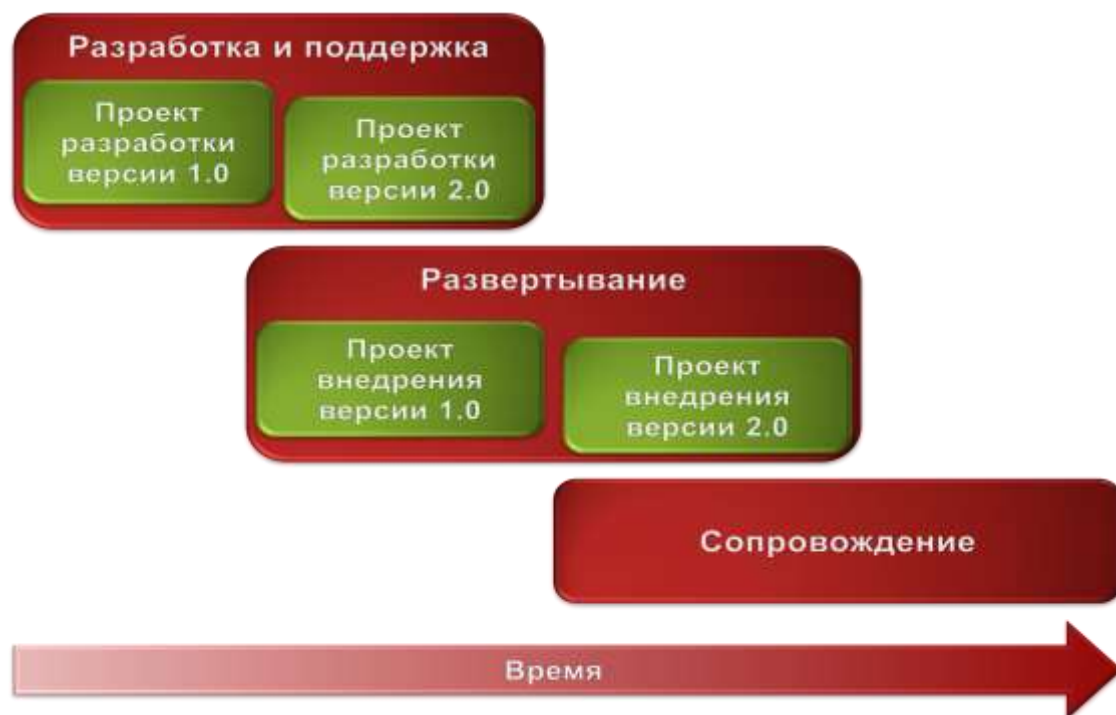 Разработка и поддержка
Проект
разработки
версии 1.0
Проект
разработки
версии 2.0
Развертывание
Проект
внедрения
версии 1.0
Проект
внедрения
версии 2.0
Сопровождение
Время